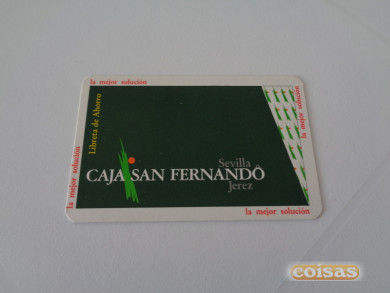 la mejor solución
la mejor solución
Libreta de Ahorro
Sevilla
CAJA SAN FERNANDO
Jerez
la mejor solución
la mejor solución
coisas